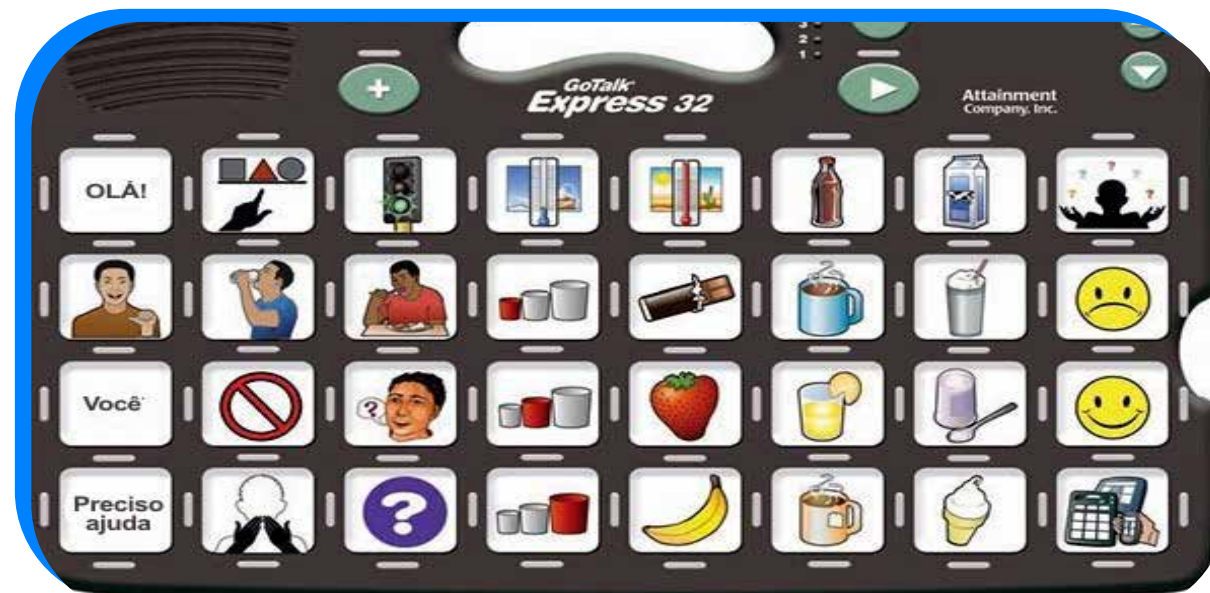 3 -
2 -
1 -
GoTalk
Express 32
Attainment
Company, Inc.
OLÁ!
?
Você
?
?
Preciso
ajuda
?